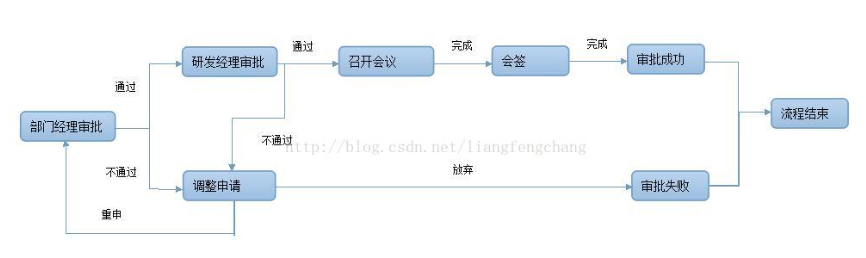 研发经理审批
通过
召开会议
完成
会签
完成
审批成功
通过
部门经理审批
流程结束
不通过
http://blog.csdn.net/liangfengchang
不通过
调整申请
放弃
审批失败
重申